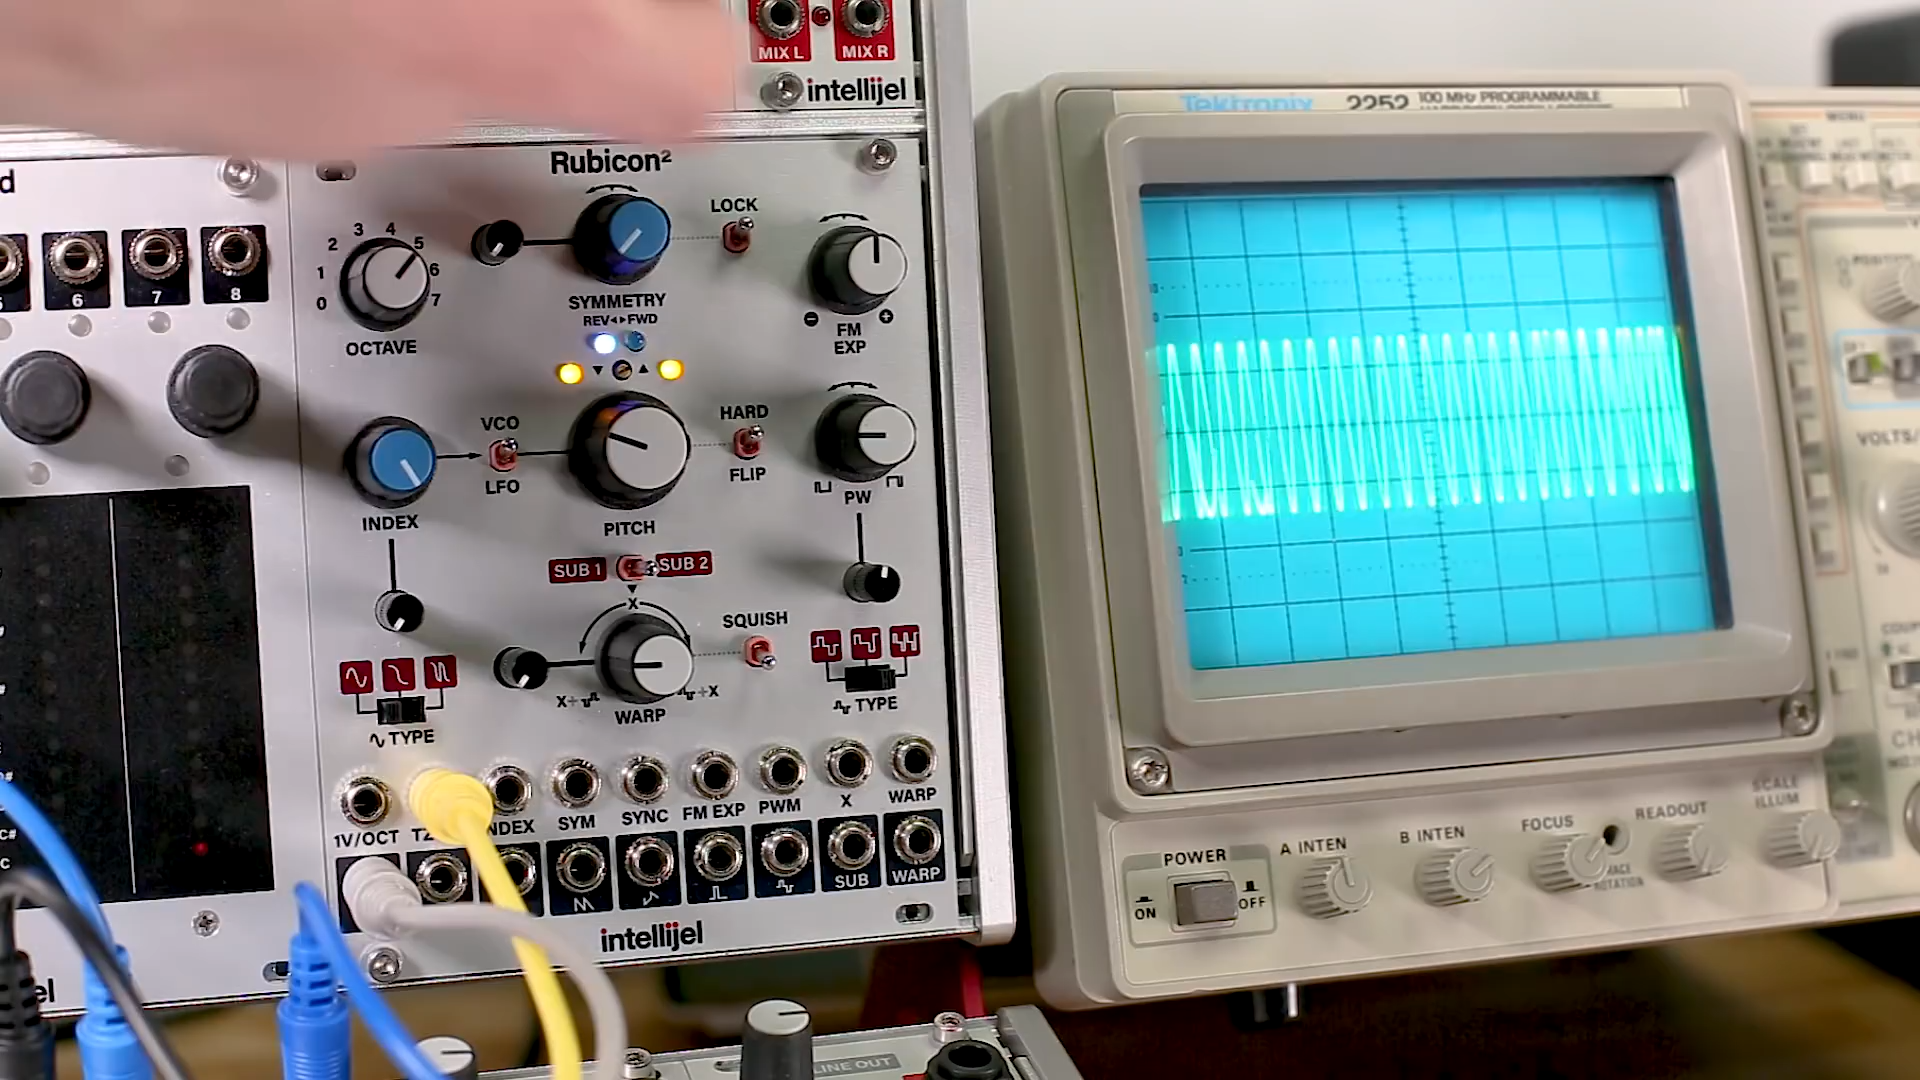 MIX L
MIX R
intellijel
Tektronix 2252 100 MHz PROGRAMMABLE
d
Rubicon²
LOCK
6
7
8
0
1
2
3
4
5
6
7
OCTAVE
SYMMETRY
REV FWD
FM
EXP
VCO
LFO
HARD
FLIP
INDEX
PITCH
PW
SUB 1
SUB 2
X
SQUISH
X+
+X
WARP
TYPE
TYPE
1V/OCT
INDEX
SYM
SYNC
FM EXP
PWM
X
WARP
SUB
WARP
intellijel
el
C#
C
LINE OUT
POWER
ON
OFF
A INTEN
B INTEN
FOCUS
TRACE
ROTATION
READOUT
SCALE
ILLUM
VOLTS/